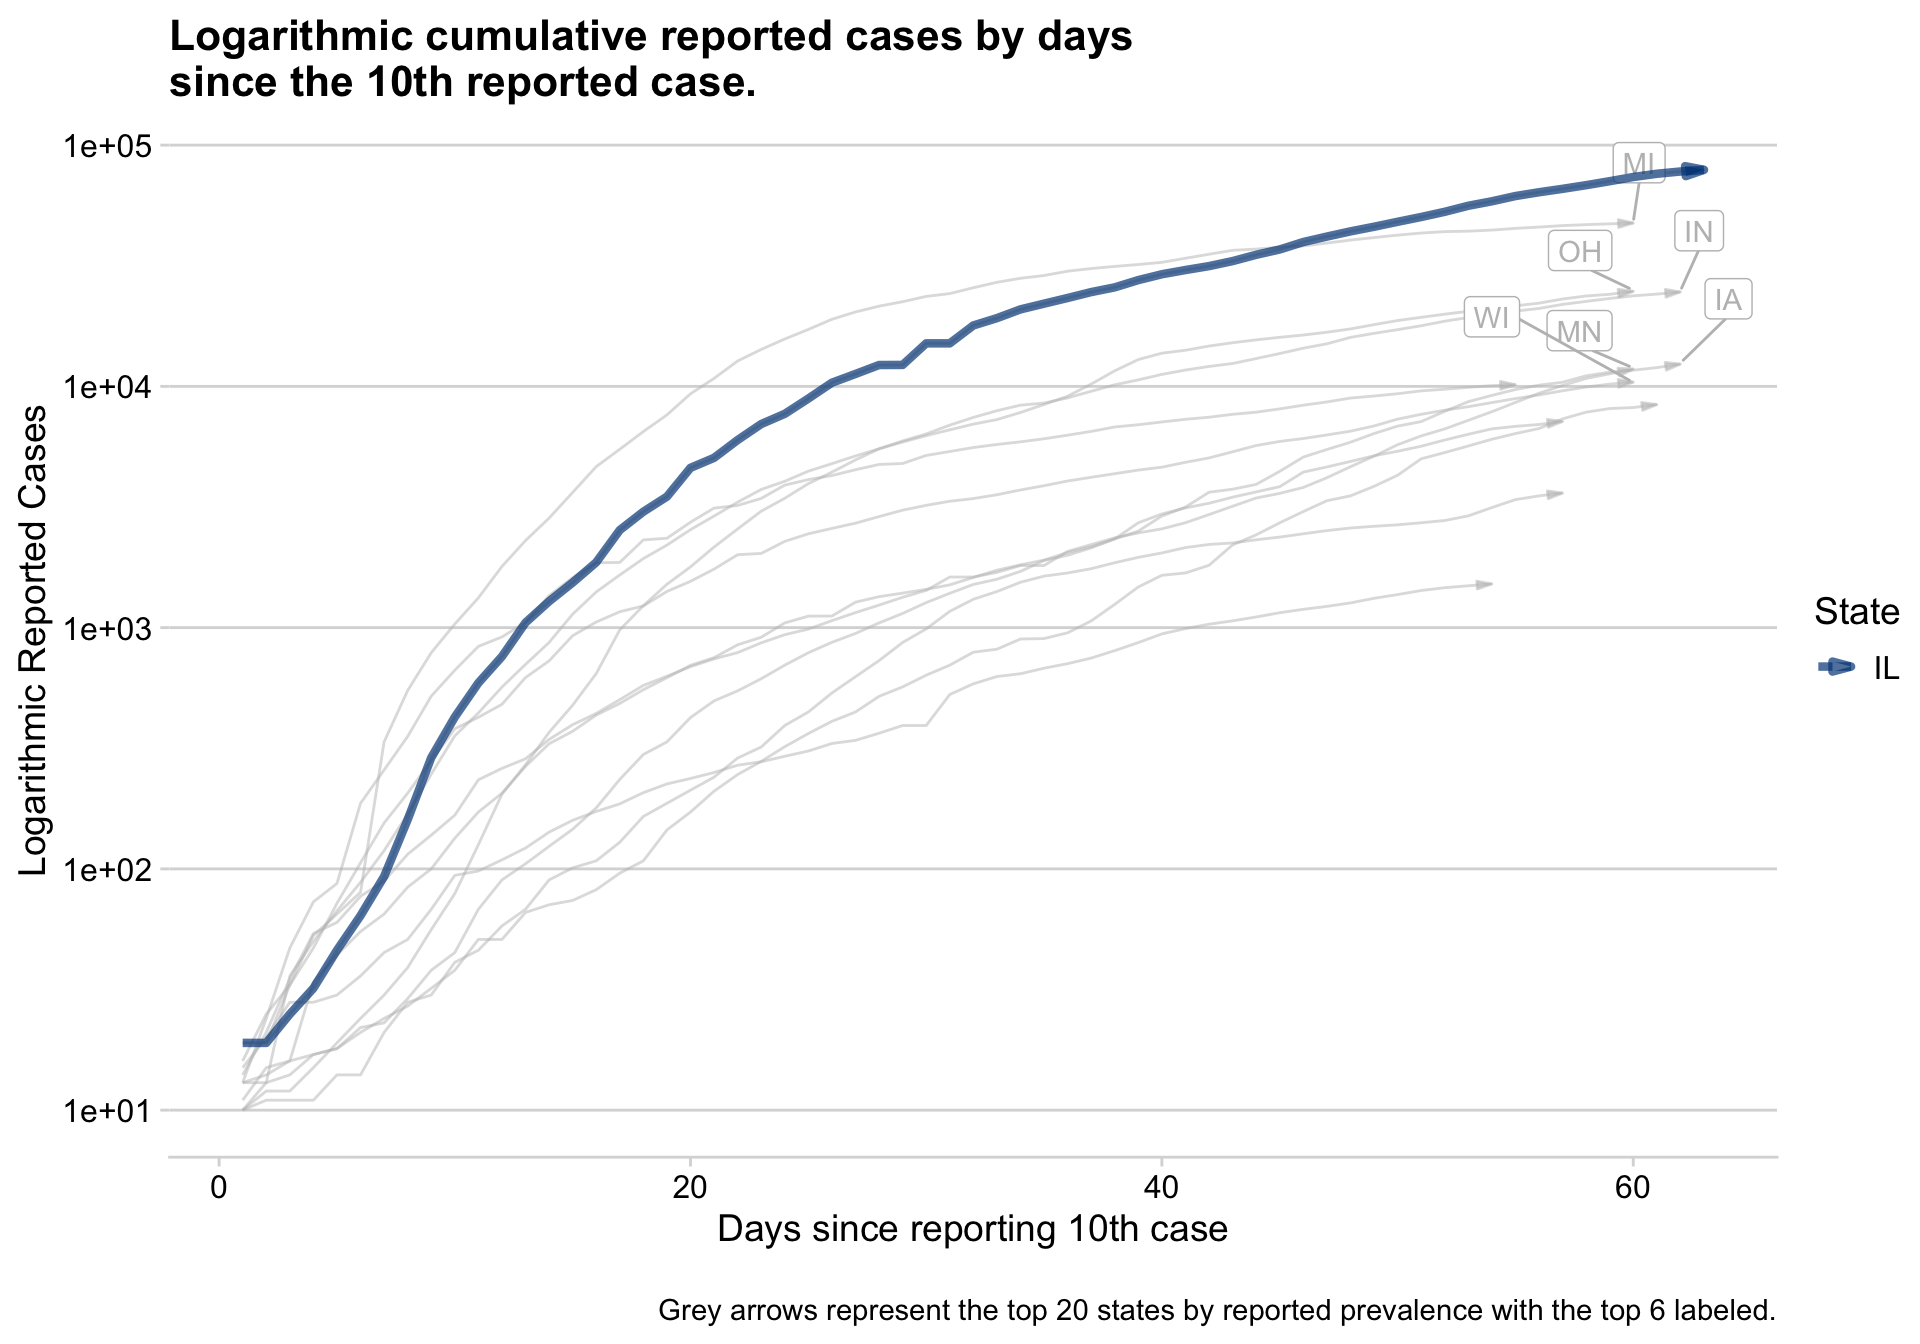 Logarithmic cumulative reported cases by days
since the 10th reported case.
1e+05
1e+04
1e+03
1e+02
1e+01
Logarithmic Reported Cases
MI
IN
OH
IA
WI
MN
State
IL
0
20
40
60
Days since reporting 10th case
Grey arrows represent the top 20 states by reported prevalence with the top 6 labeled.